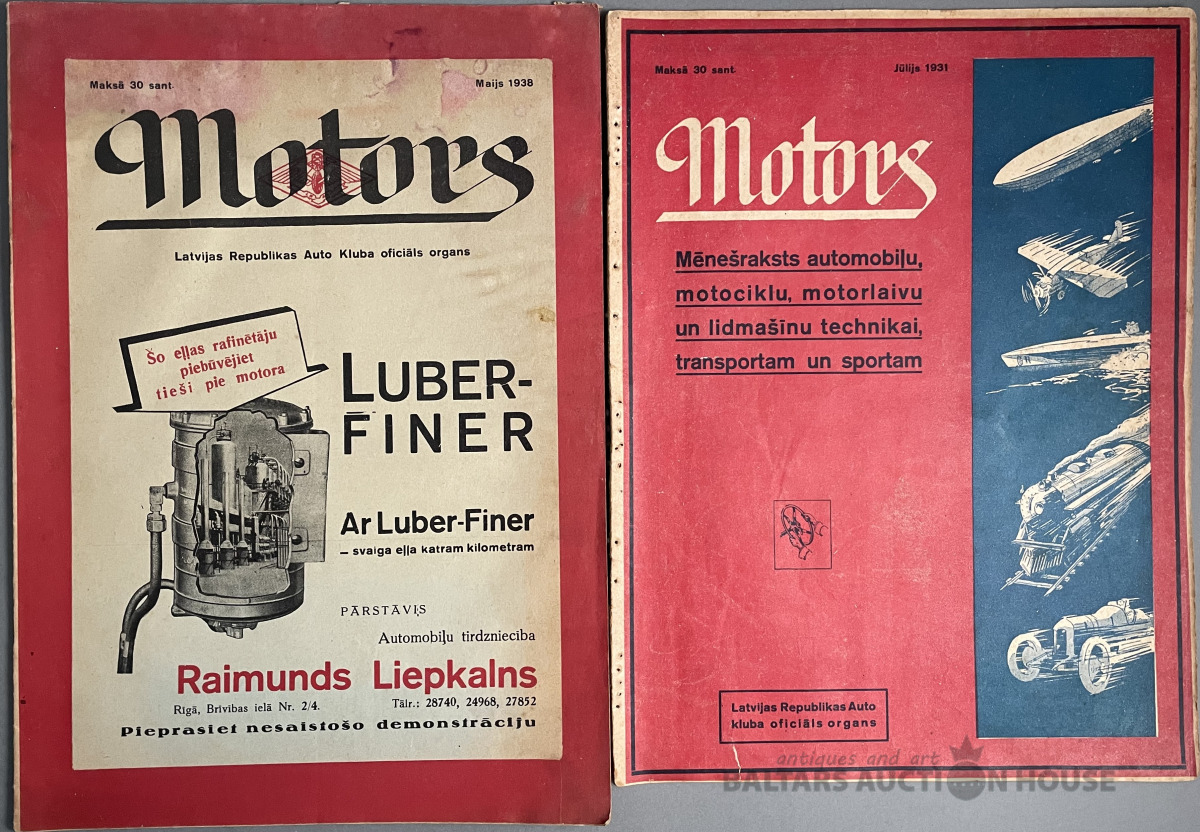 Maksā 30 sant.
Maijs 1938
Motors
Latvijas Republikas Auto Kluba oficiāls organs
Šo eļļas rafinētāju
piebūvējiet
tieši pie motora
LUBER-
FINER
Ar Luber-Finer
— svaiga eļļa katram kilometram
PĀRSTĀVIS
Automobiļu tirdzniecība
Raimunds Liepkalns
Rīgā, Brīvības ielā Nr. 2/4.
Tālr.: 28740, 24968, 27852
Pieprasiet nesaistošo demonstrāciju
Maksā 30 sant.
Jūlijs 1931
Motors
Mēnešraksts automobiļu,
motociklu, motorlaivu
un lidmašīnu technikai,
transportam un sportam
Latvijas Republikas Auto
kluba oficiāls organs
antiques and art
BALTARS AUCTION HOUSE